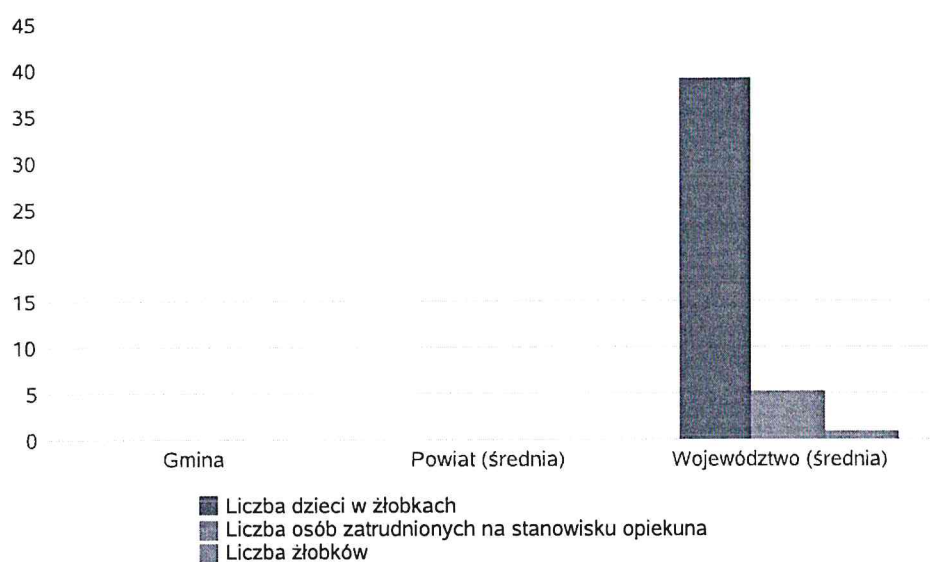 45
40
35
30
25
20
15
10
5
0
Gmina Powiat (średnia) Województwo (średnia)
Liczba dzieci w żłobkach
Liczba osób zatrudnionych na stanowisku opiekuna
Liczba żłobków